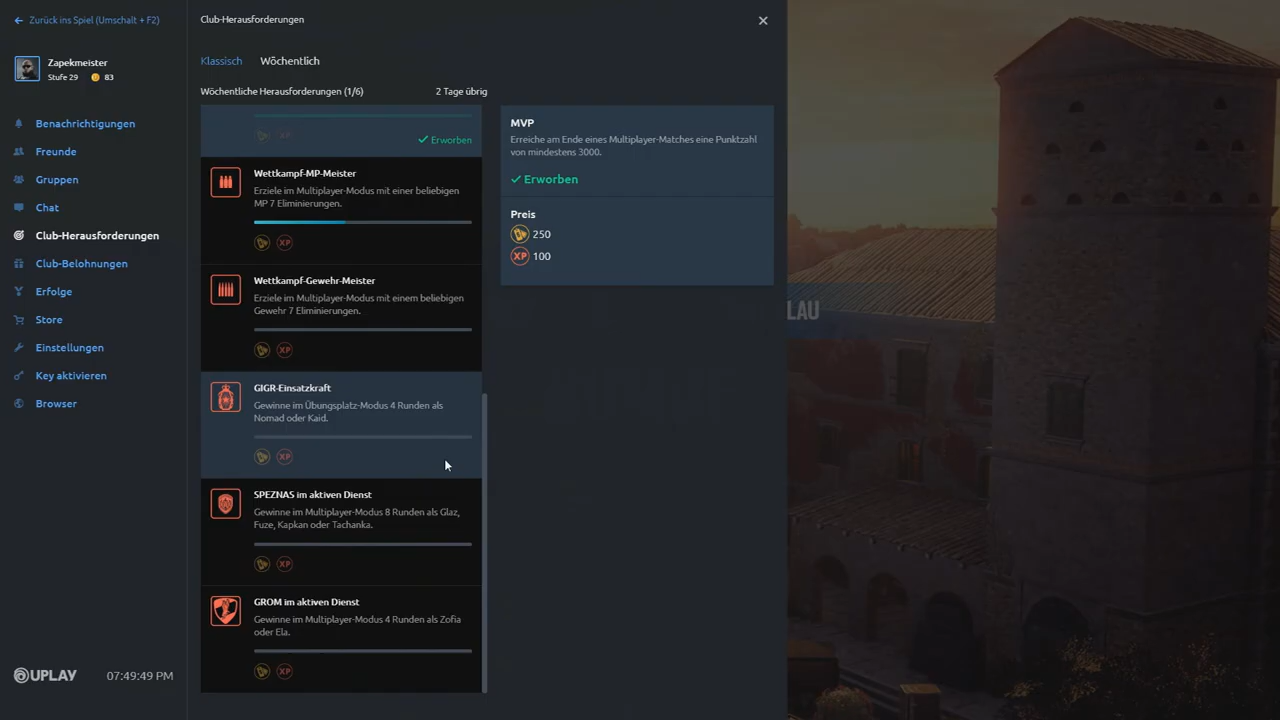 Zurück ins Spiel (Umschalt + F2)
Zapekmeister
Stufe 29
83
Benachrichtigungen
Freunde
Gruppen
Chat
Club-Herausforderungen
Club-Belohnungen
Erfolge
Store
Einstellungen
Key aktivieren
Browser
UPLAY
07:49:49 PM
Club-Herausforderungen
Klassisch
Wöchentlich
Wöchentliche Herausforderungen (1/6)
2 Tage übrig
Erworben
Wettkampf-MP-Meister
Erziele im Multiplayer-Modus mit einer beliebigen
MP 7 Eliminierungen.
Wettkampf-Gewehr-Meister
Erziele im Multiplayer-Modus mit einem beliebigen
Gewehr 7 Eliminierungen.
GIGR-Einsatzkraft
Gewinne im Übungsplatz-Modus 4 Runden als
Nomad oder Kaid.
SPEZNAS im aktiven Dienst
Gewinne im Multiplayer-Modus 8 Runden als Glaz,
Fuze, Kapkan oder Tachanka.
GROM im aktiven Dienst
Gewinne im Multiplayer-Modus 4 Runden als Zofia
oder Ela.
MVP
Erreiche am Ende eines Multiplayer-Matches eine Punktzahl
von mindestens 3000.
Erworben
Preis
250
XP 100
LAU